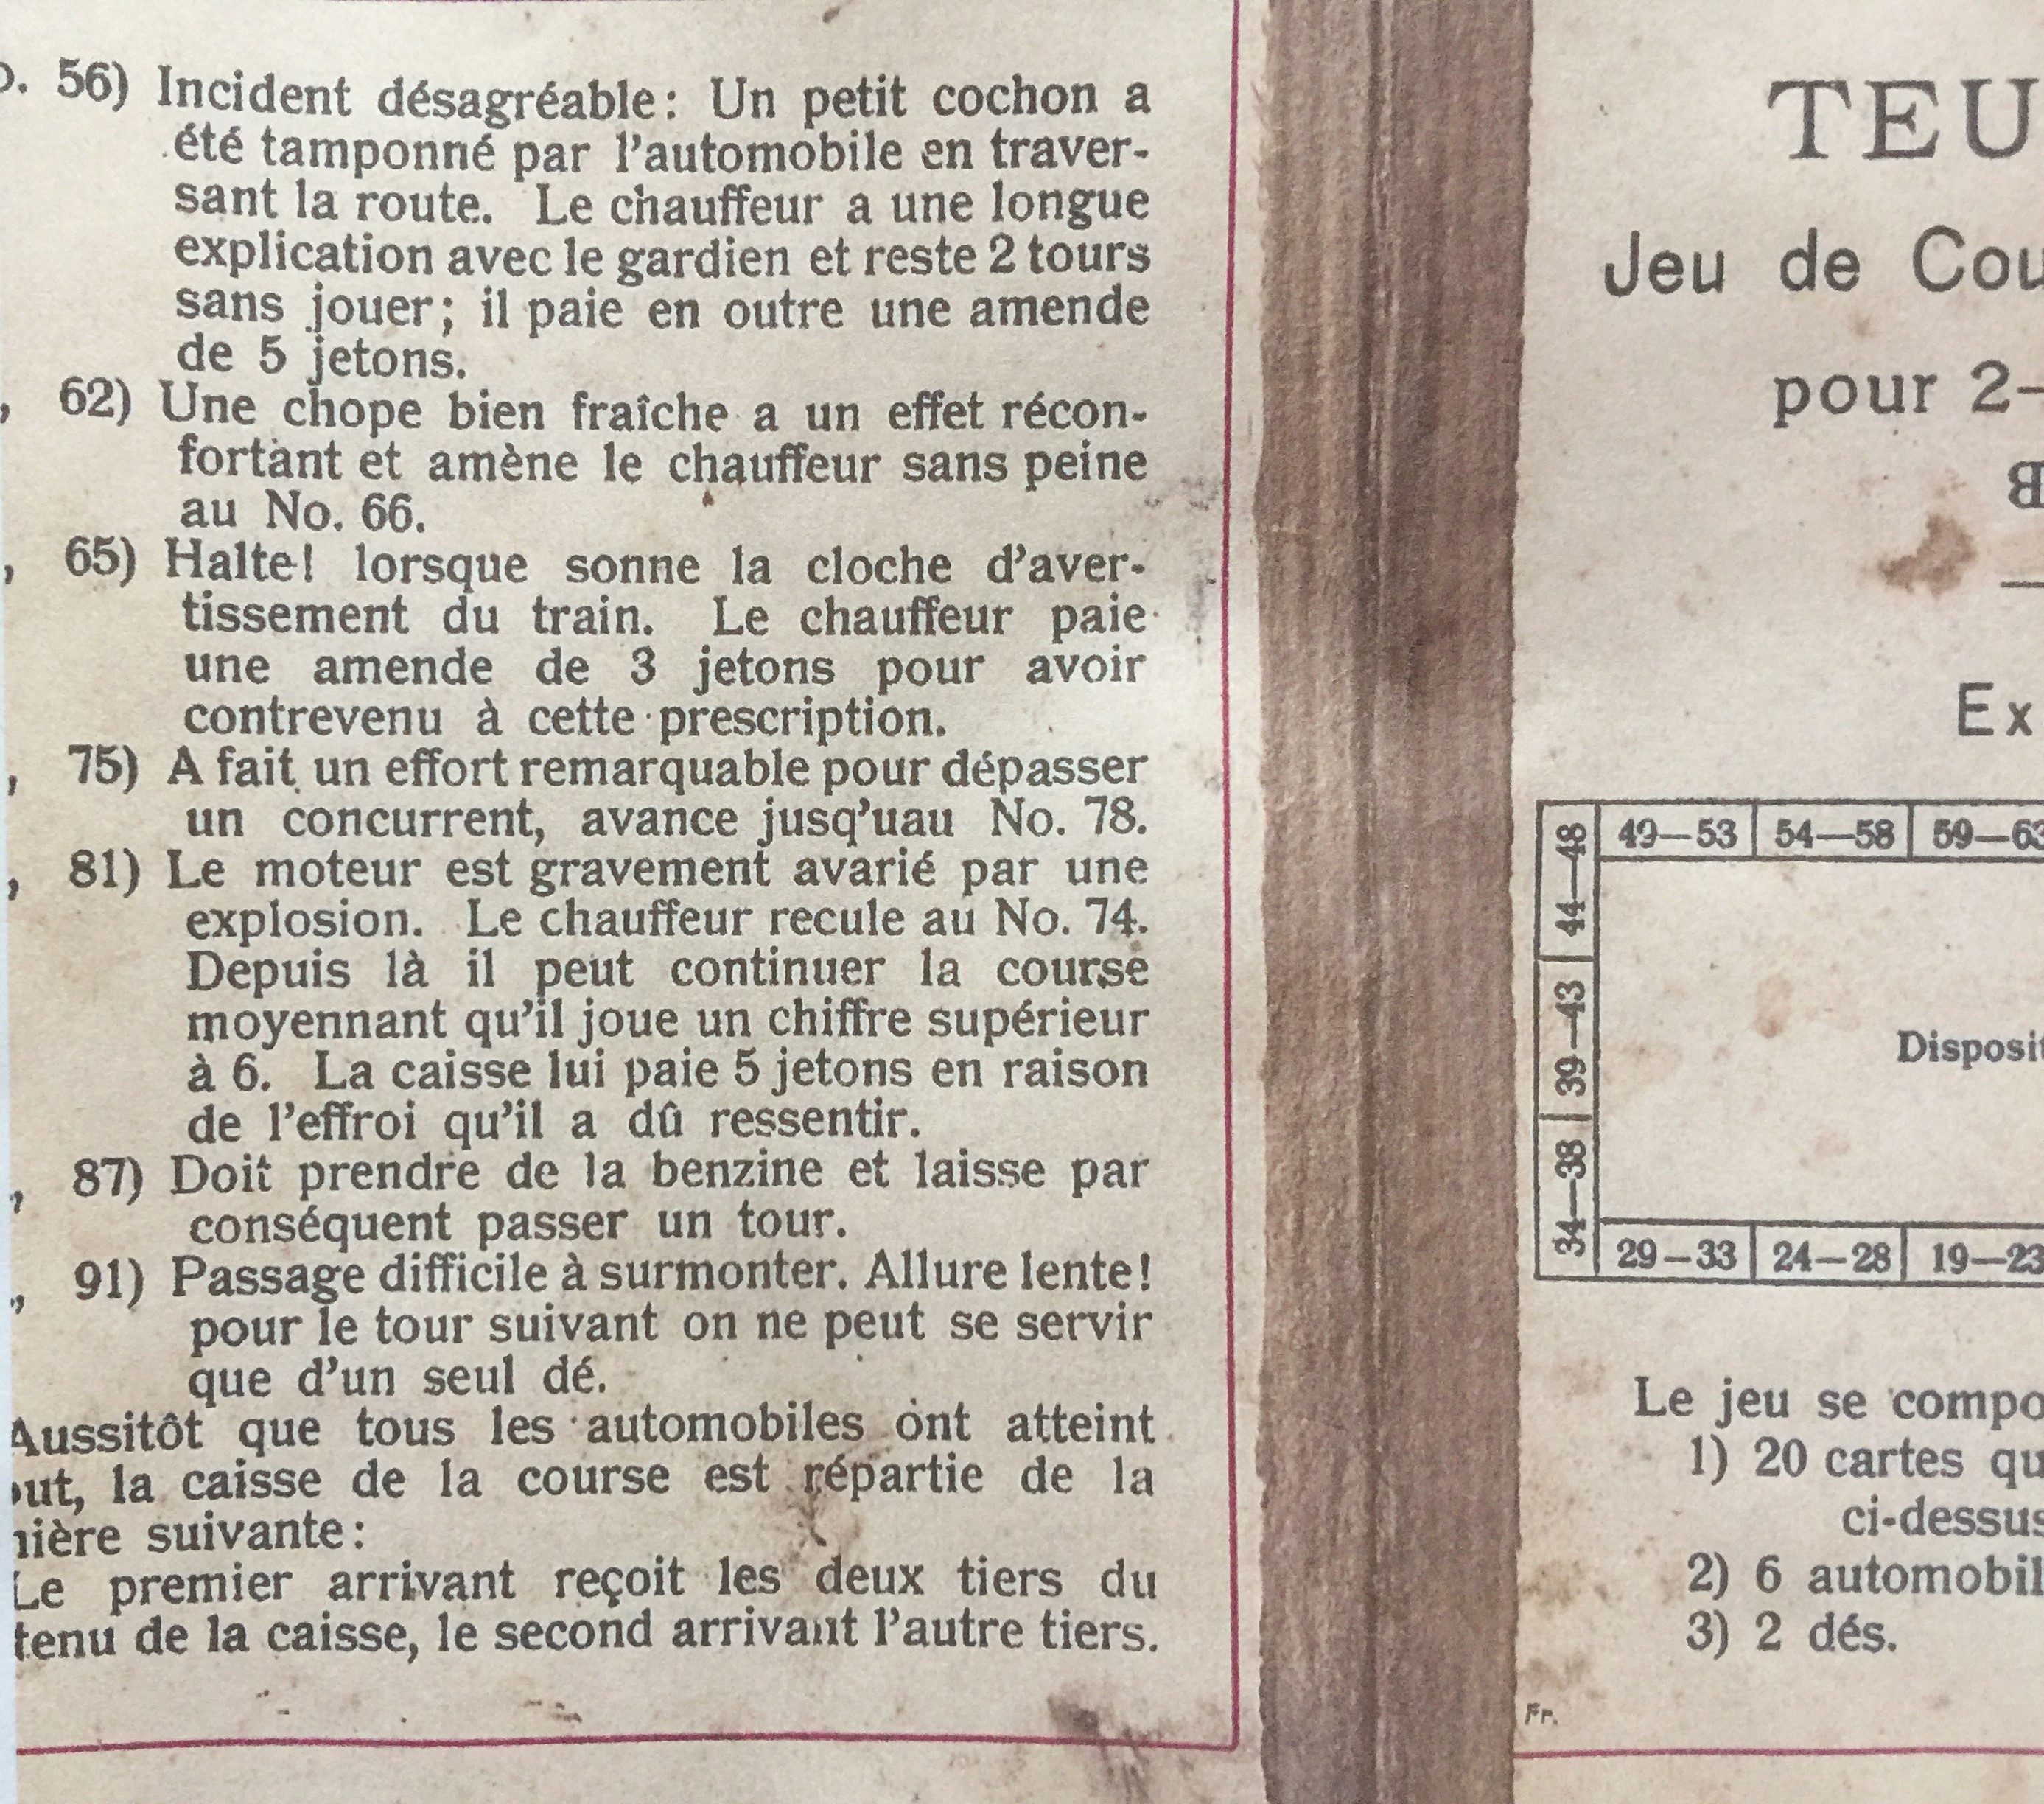 56) Incident désagréable: Un petit cochon a
été tamponné par l'automobile en traver-
sant la route. Le chauffeur a une longue
explication avec le gardien et reste 2 tours
sans jouer; il paie en outre une amende
de 5 jetons.
62) Une chope bien fraîche a un effet récon-
fortant et amène le chauffeur sans peine
au No. 66.
65) Halte! lorsque sonne la cloche d'aver-
tissement du train. Le chauffeur paie
une amende de 3 jetons pour avoir
contrevenu à cette prescription.
75) A fait un effort remarquable pour dépasser
un concurrent, avance jusq'uau No. 78.
81) Le moteur est gravement avarié par une
explosion. Le chauffeur recule au No. 74.
Depuis là il peut continuer la course
moyennant qu'il joue un chiffre supérieur
à 6. La caisse lui paie 5 jetons en raison
de l'effroi qu'il a dû ressentir.
87) Doit prendre de la benzine et laisse par
conséquent passer un tour.
91) Passage difficile à surmonter. Allure lente!
pour le tour suivant on ne peut se servir
que d'un seul dé.
Aussitôt que tous les automobiles ont atteint
ut, la caisse de la course est répartie de la
nière suivante:
Le premier arrivant reçoit les deux tiers du
tenu de la caisse, le second arrivant l'autre tiers.
TEU
Jeu de Cou
pour 2-
Ex
44—48
49—53
54—58
59—63
39—43
Disposit
34—38
29—33
24—28
19—23
Le jeu se compo
1) 20 cartes qu
ci-dessus
2) 6 automobil
3) 2 dés.
Fr.